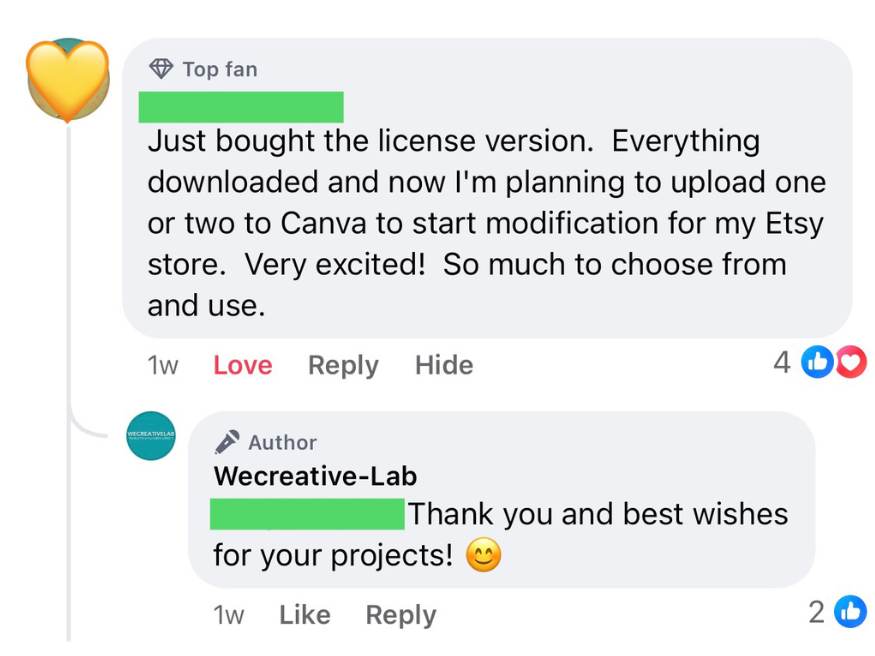 Top fan
Just bought the license version.  Everything
downloaded and now I'm planning to upload one
or two to Canva to start modification for my Etsy
store.  Very excited!  So much to choose from
and use.
1w Love Reply Hide 4
WECREATIVELAB
Author
Wecreative-Lab
Thank you and best wishes
for your projects! 😊
1w Like Reply 2